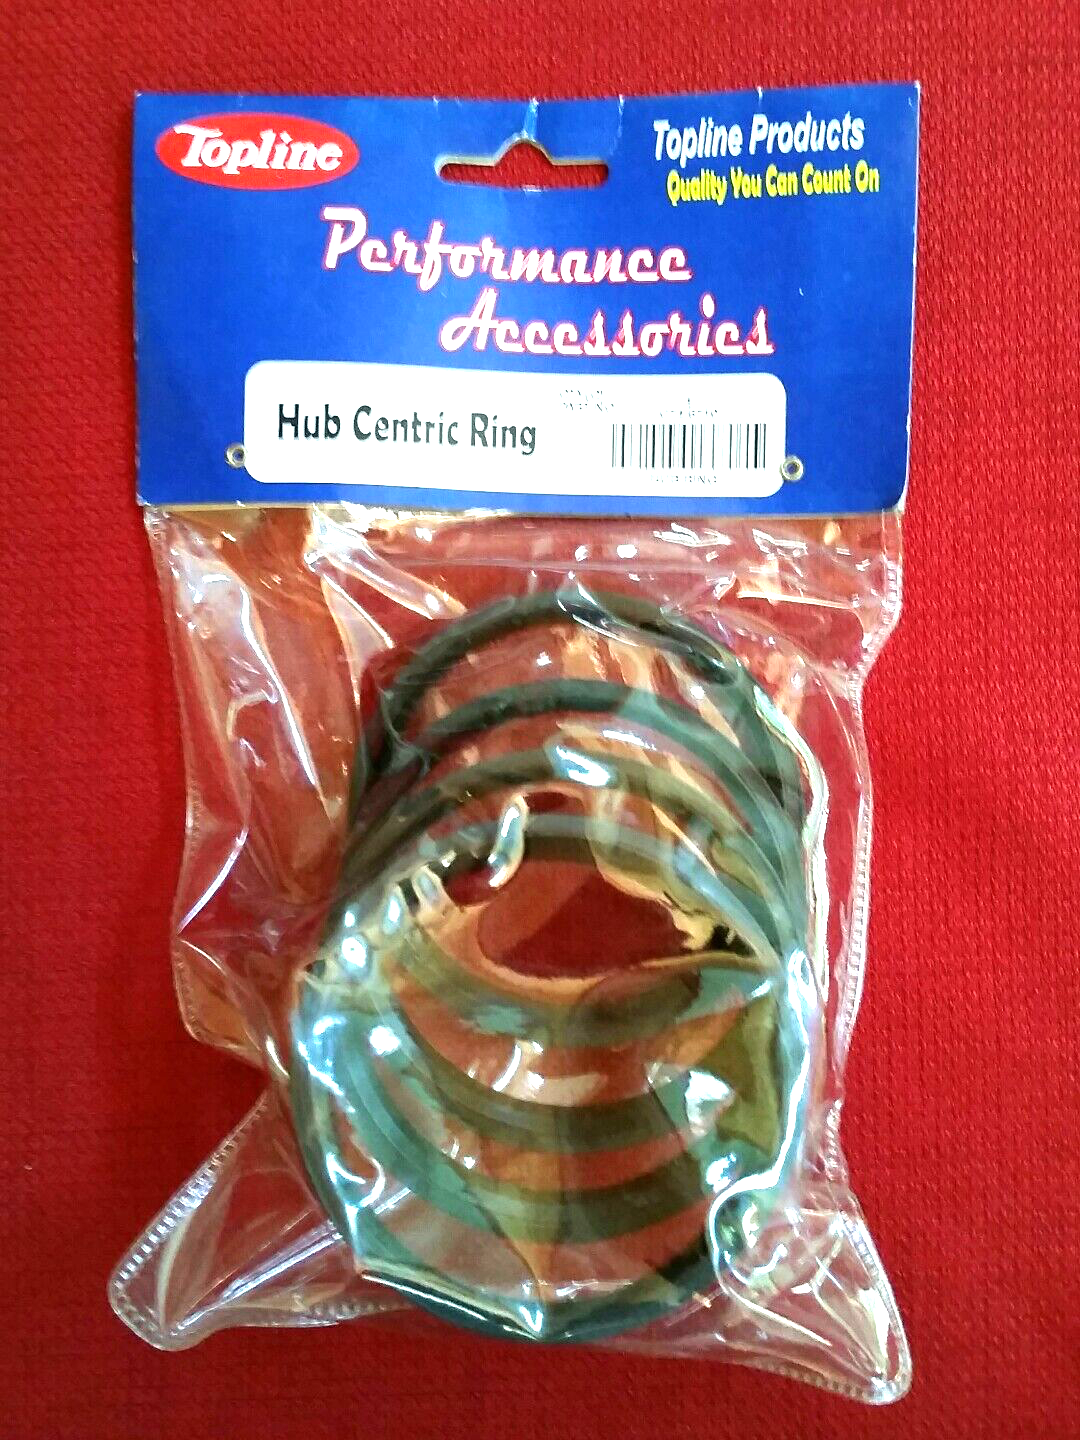 Topline
Topline Products
Quality You Can Count On
Performance
Accessories
Hub Centric Ring